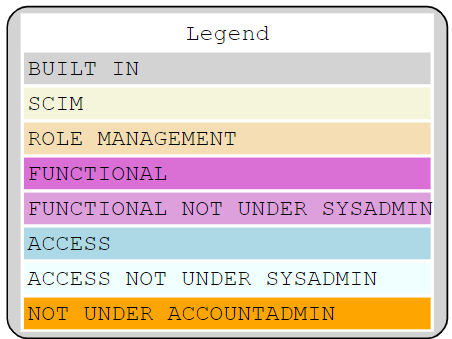 Legend
BUILT IN
SCIM
ROLE MANAGEMENT
FUNCTIONAL
FUNCTIONAL NOT UNDER SYSADMIN
ACCESS
ACCESS NOT UNDER SYSADMIN
NOT UNDER ACCOUNTADMIN